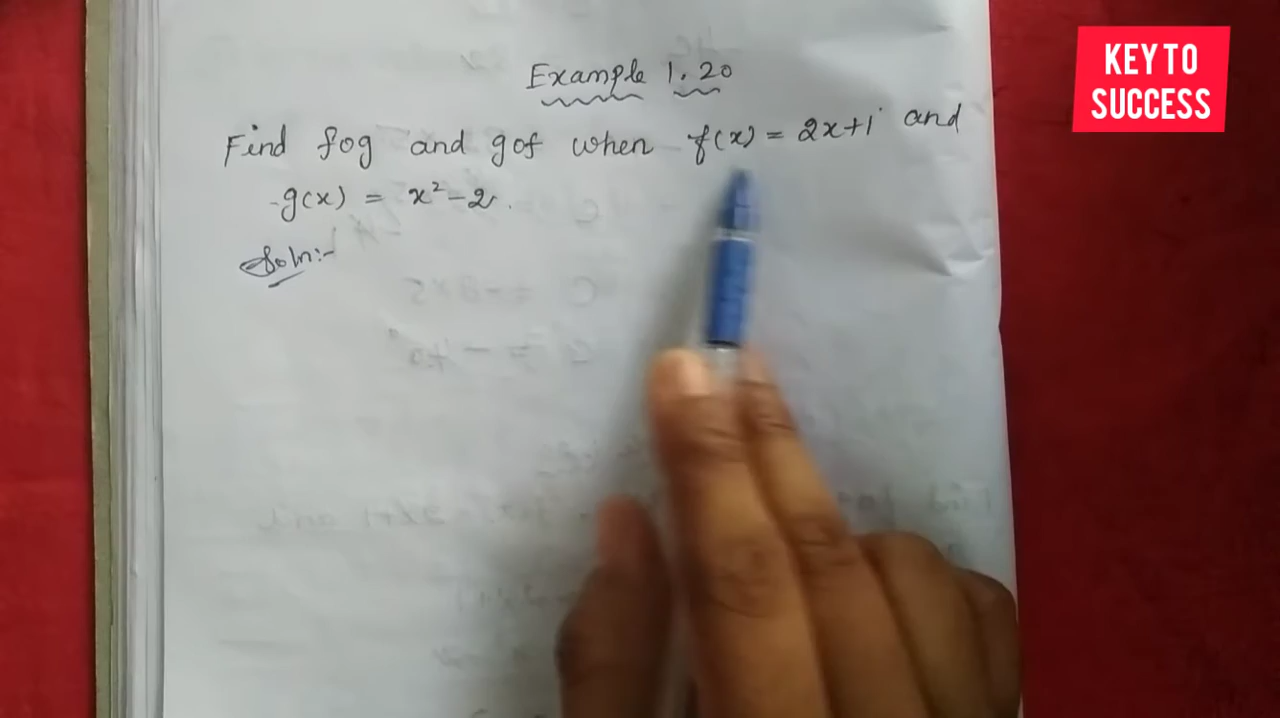 Example 1.20
Find fog and gof when f(x) = 2x+1 and
g(x) = x² - 2.
Soln:-
KEY TO
SUCCESS